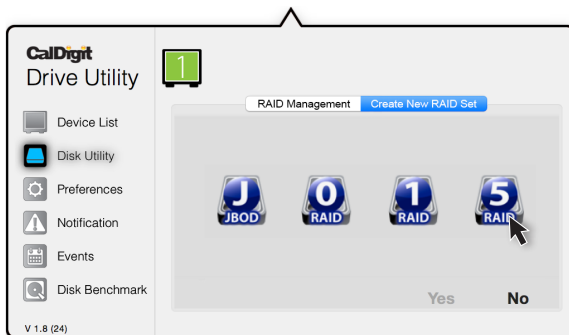 CalDigit
Drive Utility
1
RAID Management
Create New RAID Set
Device List
Disk Utility
Preferences
Notification
Events
Disk Benchmark
J
JBOD
0
RAID
1
RAID
5
RAID
Yes
No
V 1.8 (24)